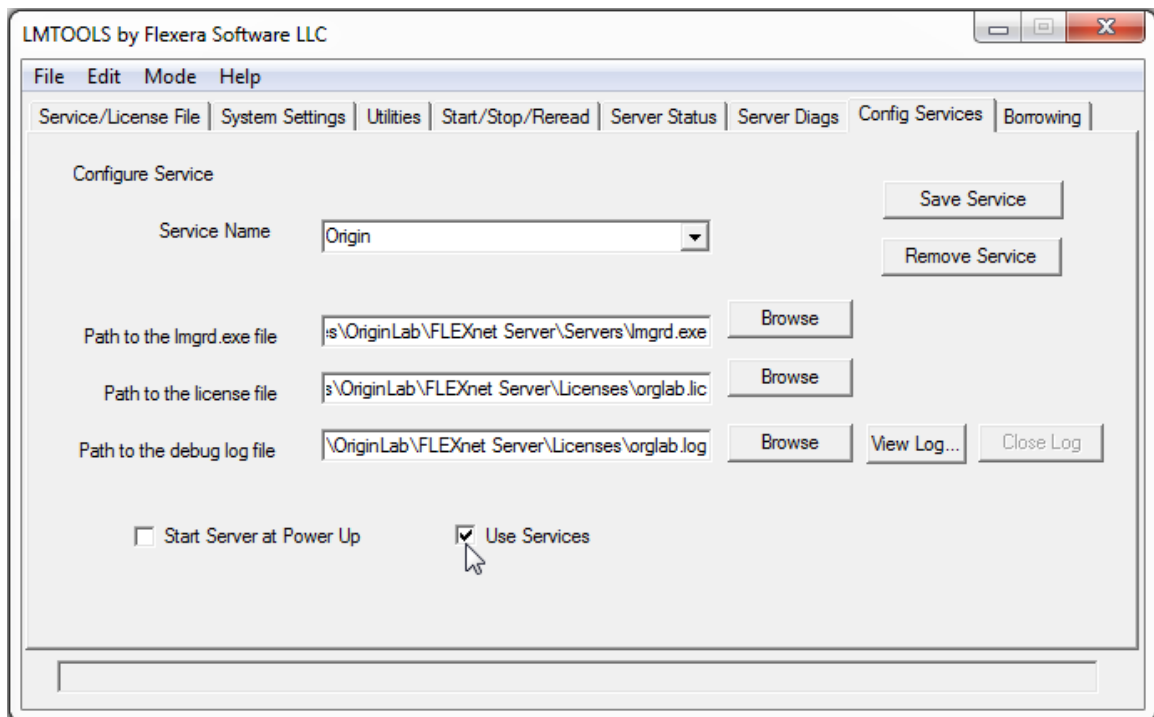 LMTOOLS by Flexera Software LLC
File Edit Mode Help
Service/License File System Settings Utilities Start/Stop/Reread Server Status Server Diags Config Services Borrowing
Configure Service
Save Service
Service Name Origin
Remove Service
Path to the lmgrd.exe file s\OriginLab\FLEXnet Server\Servers\lmgrd.exe Browse
Path to the license file s\OriginLab\FLEXnet Server\Licenses\orglab.lic Browse
Path to the debug log file \OriginLab\FLEXnet Server\Licenses\orglab.log Browse View Log... Close Log
Start Server at Power Up Use Services